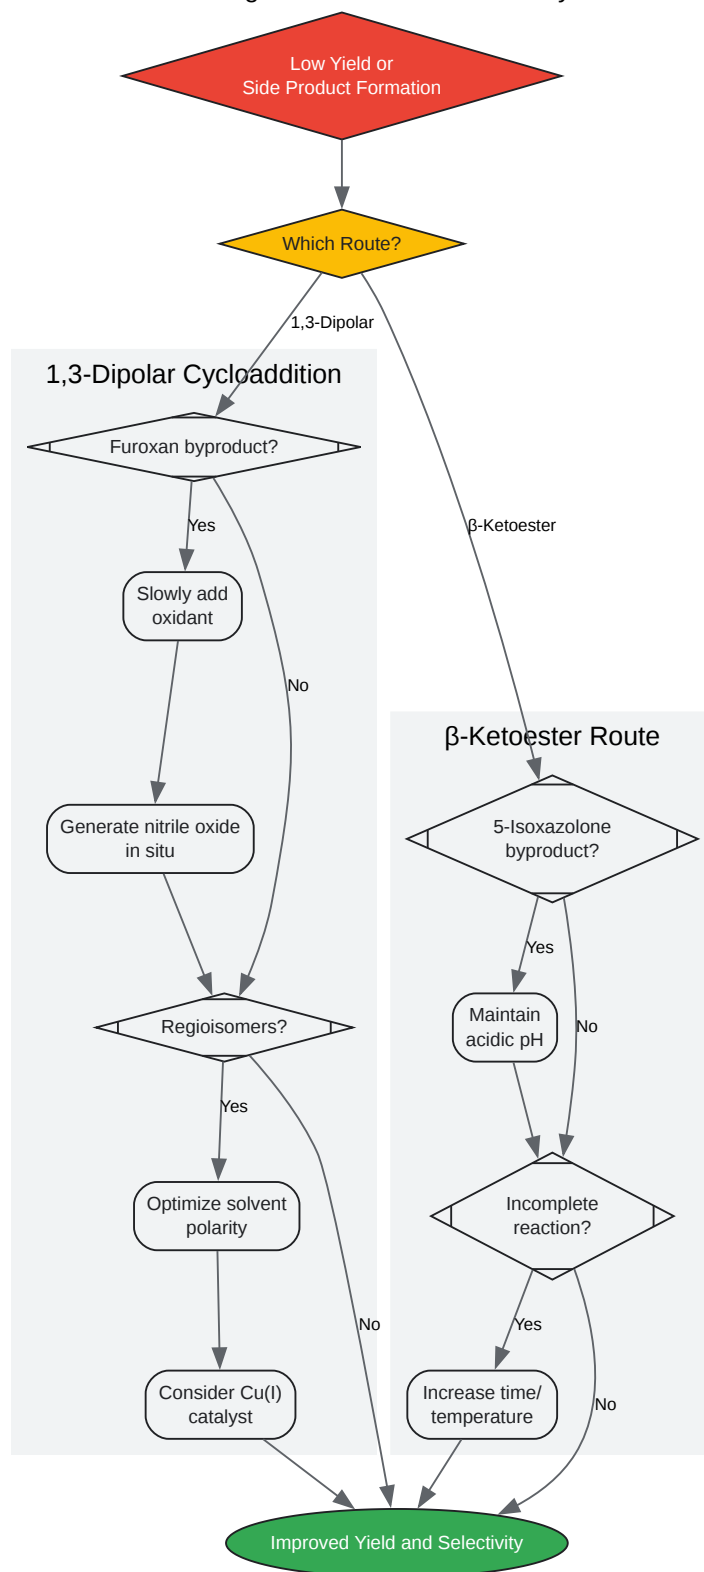 Low Yield or
Side Product Formation
Which Route?
1,3-Dipolar
1,3-Dipolar Cycloaddition
Furoxan byproduct?
Yes
β-Ketoester
Slowly add
oxidant
No
β-Ketoester Route
Generate nitrile oxide
in situ
5-Isoxazolone
byproduct?
Yes
Regioisomers?
Maintain
acidic pH
No
Yes
Optimize solvent
polarity
Incomplete
reaction?
No
Yes
Consider Cu(I)
catalyst
Increase time/
temperature
No
Improved Yield and Selectivity